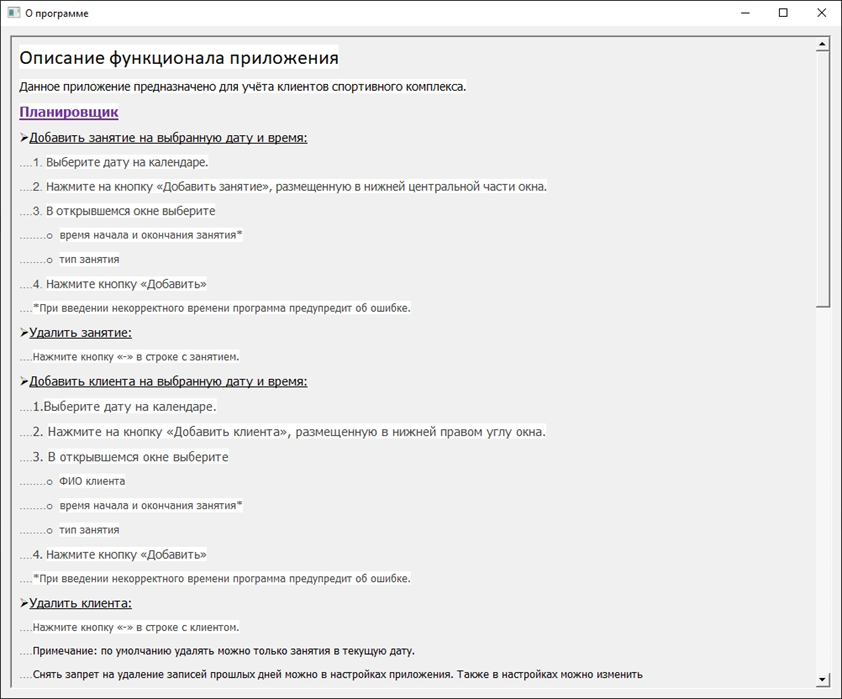 О программе
Описание функционала приложения
Данное приложение предназначено для учёта клиентов спортивного комплекса.
Планировщик
➢Добавить занятие на выбранную дату и время:
....1. Выберите дату на календаре.
....2. Нажмите на кнопку «Добавить занятие», размещенную в нижней центральной части окна.
....3. В открывшемся окне выберите
........o время начала и окончания занятия*
........o тип занятия
....4. Нажмите кнопку «Добавить»
....*При введении некорректного времени программа предупредит об ошибке.
➢Удалить занятие:
....Нажмите кнопку «-» в строке с занятием.
➢Добавить клиента на выбранную дату и время:
....1.Выберите дату на календаре.
....2. Нажмите на кнопку «Добавить клиента», размещенную в нижней правом углу окна.
....3. В открывшемся окне выберите
........o ФИО клиента
........o время начала и окончания занятия*
........o тип занятия
....4. Нажмите кнопку «Добавить»
....*При введении некорректного времени программа предупредит об ошибке.
➢Удалить клиента:
....Нажмите кнопку «-» в строке с клиентом.
....Примечание: по умолчанию удалять можно только занятия в текущую дату.
....Снять запрет на удаление записей прошлых дней можно в настройках приложения. Также в настройках можно изменить